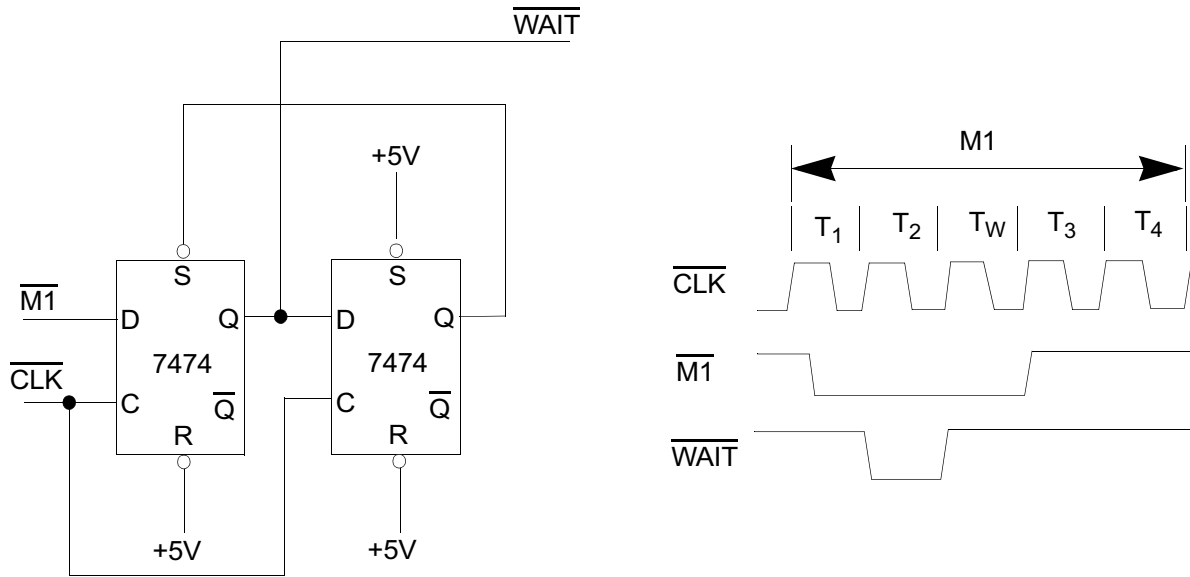 WAIT
+5V
S
S
M1
D
Q
D
Q
7474
7474
CLK
C
Q
C
Q
R
R
+5V
+5V
M1
T1
T2
TW
T3
T4
CLK
M1
WAIT